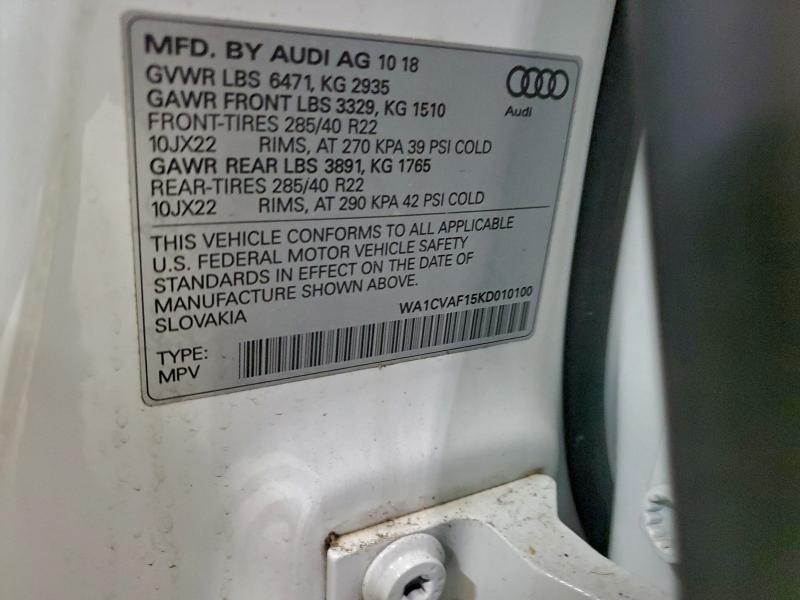 MFD. BY AUDI AG 10 18
GVWR LBS 6471, KG 2935
GAWR FRONT LBS 3329, KG 1510
FRONT-TIRES 285/40 R22
10JX22 RIMS, AT 270 KPA 39 PSI COLD
GAWR REAR LBS 3891, KG 1765
REAR-TIRES 285/40 R22
10JX22 RIMS, AT 290 KPA 42 PSI COLD
Audi
THIS VEHICLE CONFORMS TO ALL APPLICABLE
U.S. FEDERAL MOTOR VEHICLE SAFETY
STANDARDS IN EFFECT ON THE DATE OF
MANUFACTURE SHOWN ABOVE.
SLOVAKIA WA1CVAF15KD010100
TYPE:
MPV